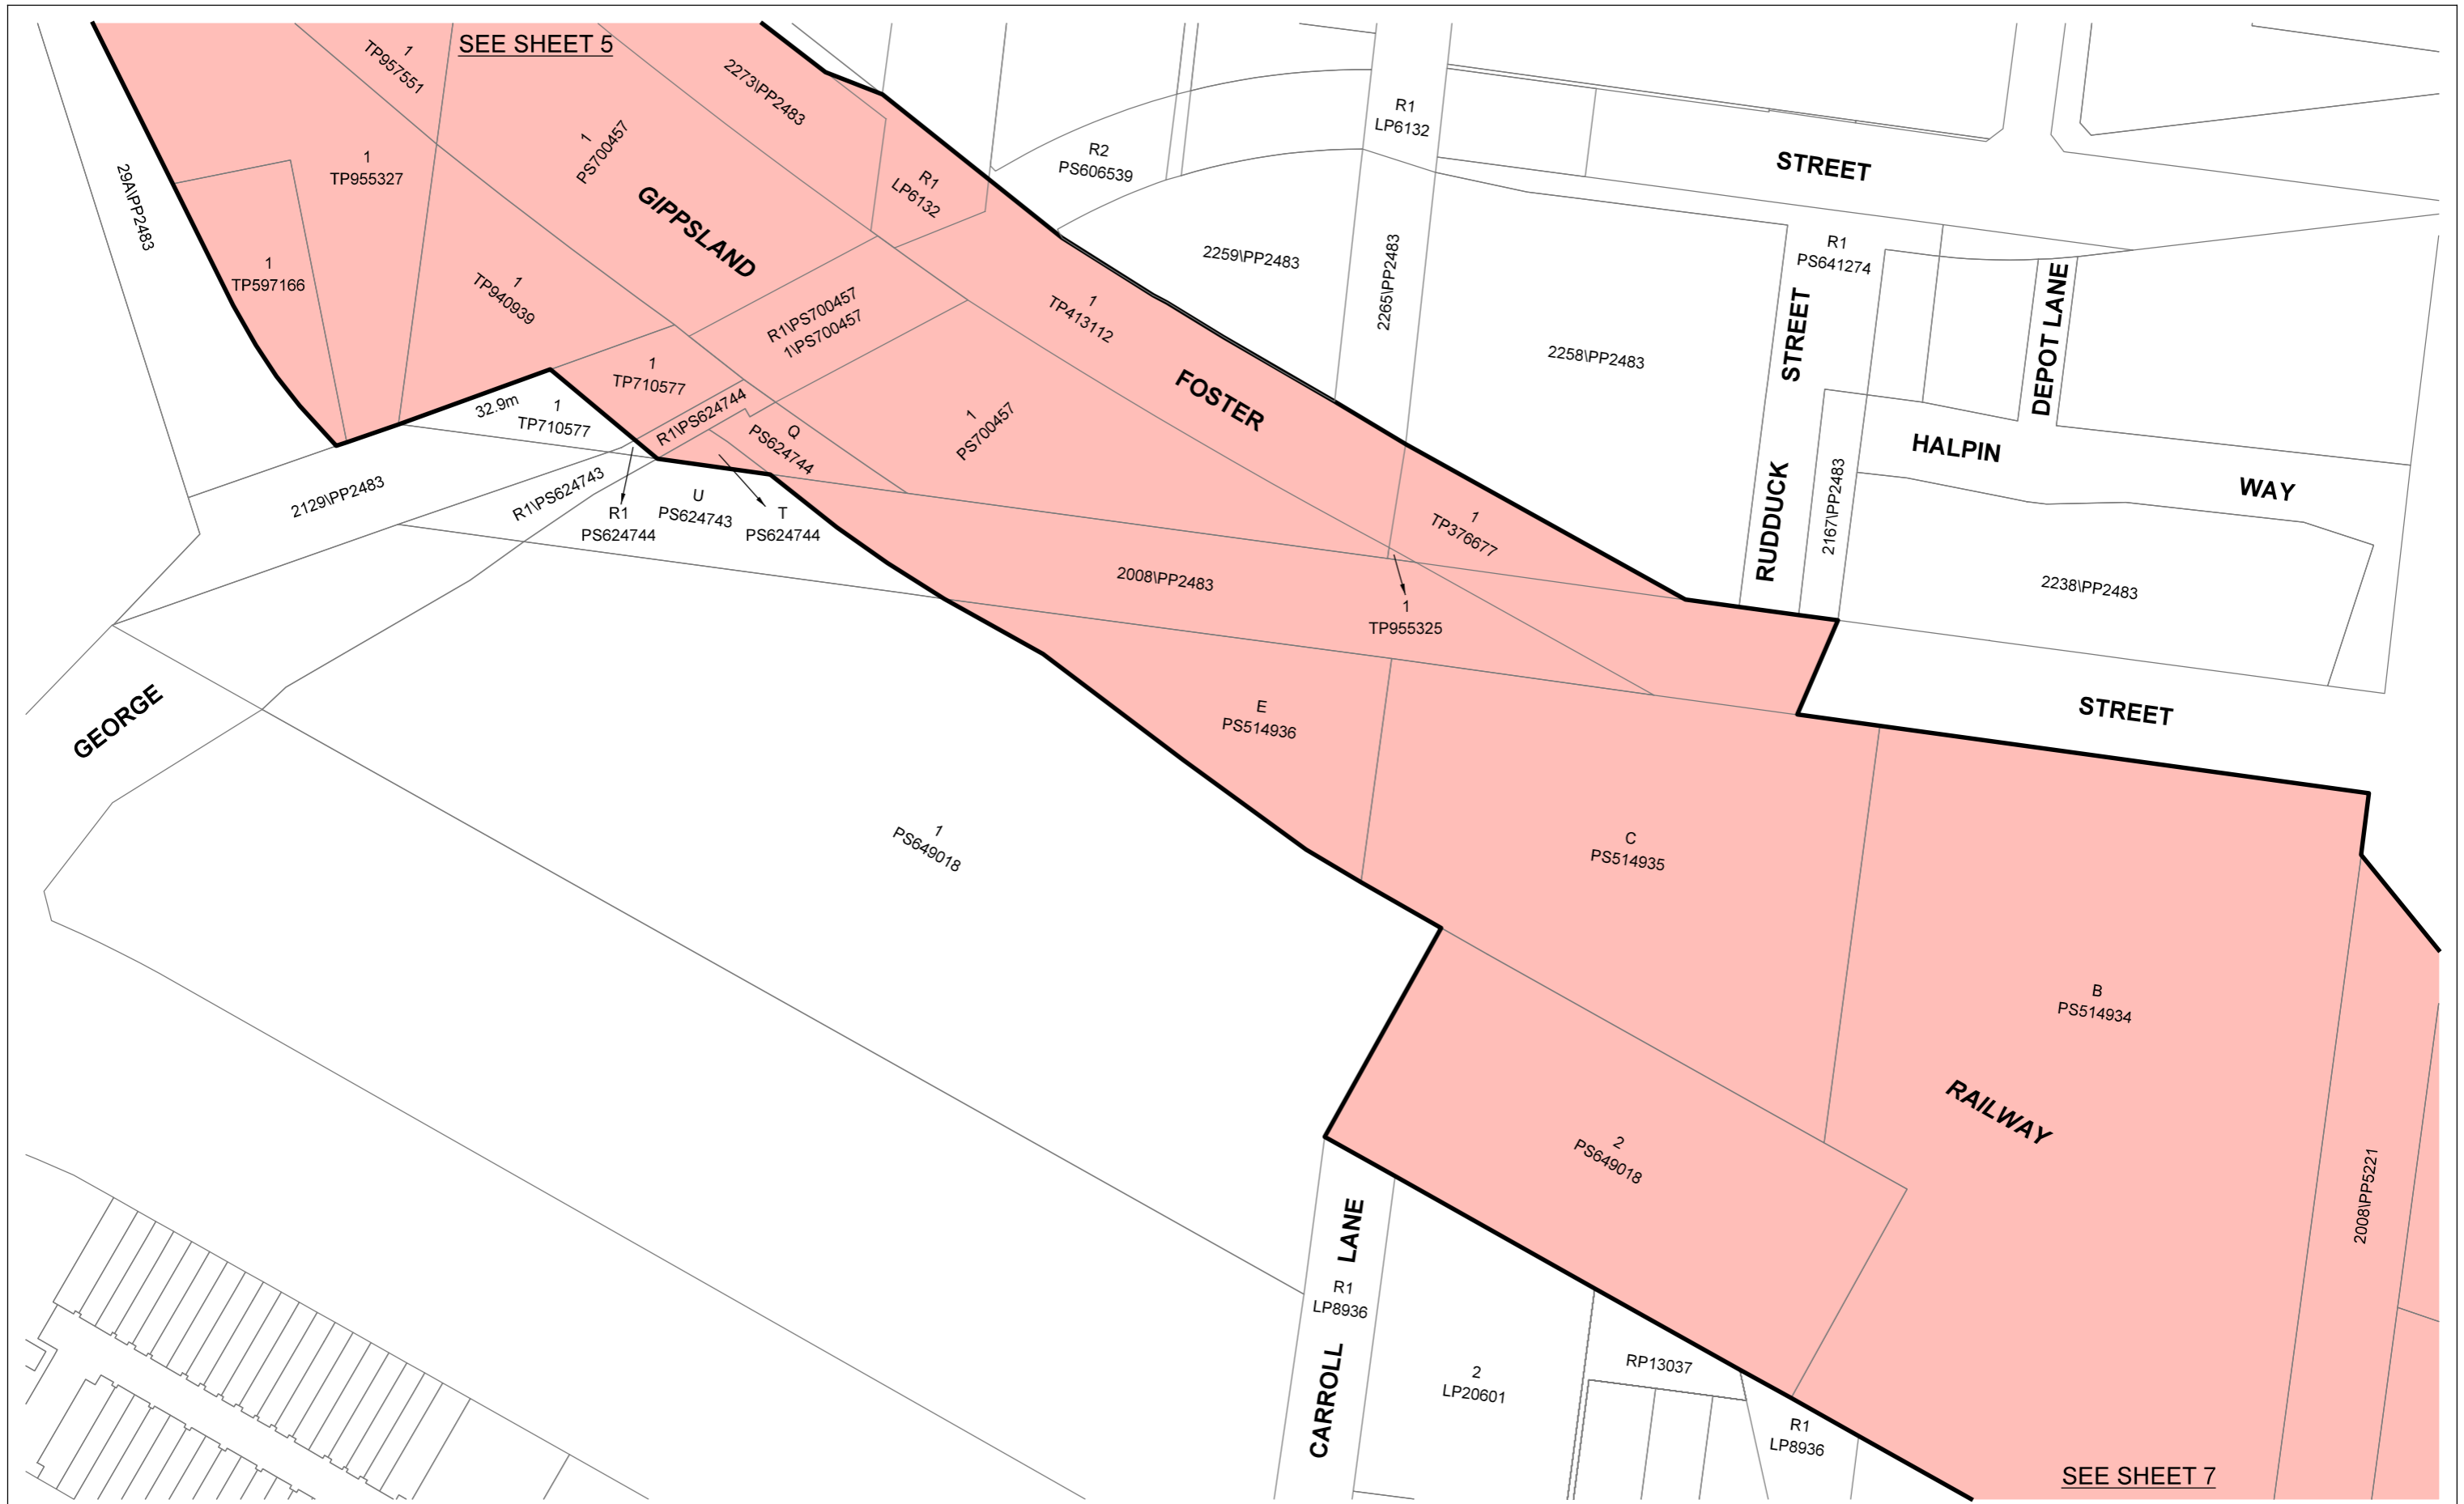 SEE SHEET 5
1
TP957551
2273\PP2483
R1
LP6132
1
PS700457
R2
PS606539
STREET
1
TP955327
29A\PP2483
R1
LP6132
GIPPSLAND
2259\PP2483
2265\PP2483
R1
PS641274
1
TP597166
1
TP940939
R1\PS700457
1\PS700457
1
TP413112
STREET
DEPOT LANE
2258\PP2483
1
TP710577
FOSTER
32.9m
1
TP710577
R1\PS624744
Q
PS624744
1
PS700457
HALPIN
WAY
2129\PP2483
R1\PS624743
R1
PS624744
U
PS624743
T
PS624744
1
TP376677
RUDDUCK
2167\PP2483
2008\PP2483
1
TP955325
2238\PP2483
GEORGE
E
PS514936
STREET
1
PS649018
C
PS514935
B
PS514934
RAILWAY
2
PS649018
2008\PP5221
LANE
R1
LP8936
CARROLL
2
LP20601
RP13037
R1
LP8936
SEE SHEET 7